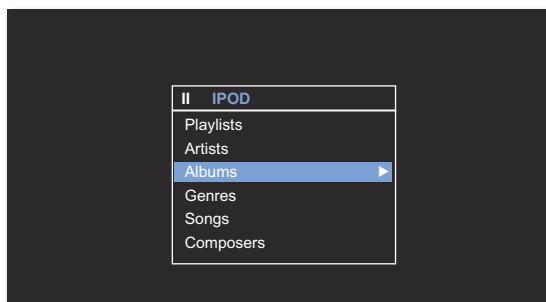 IPOD
Playlists
Artists
Albums
Genres
Songs
Composers